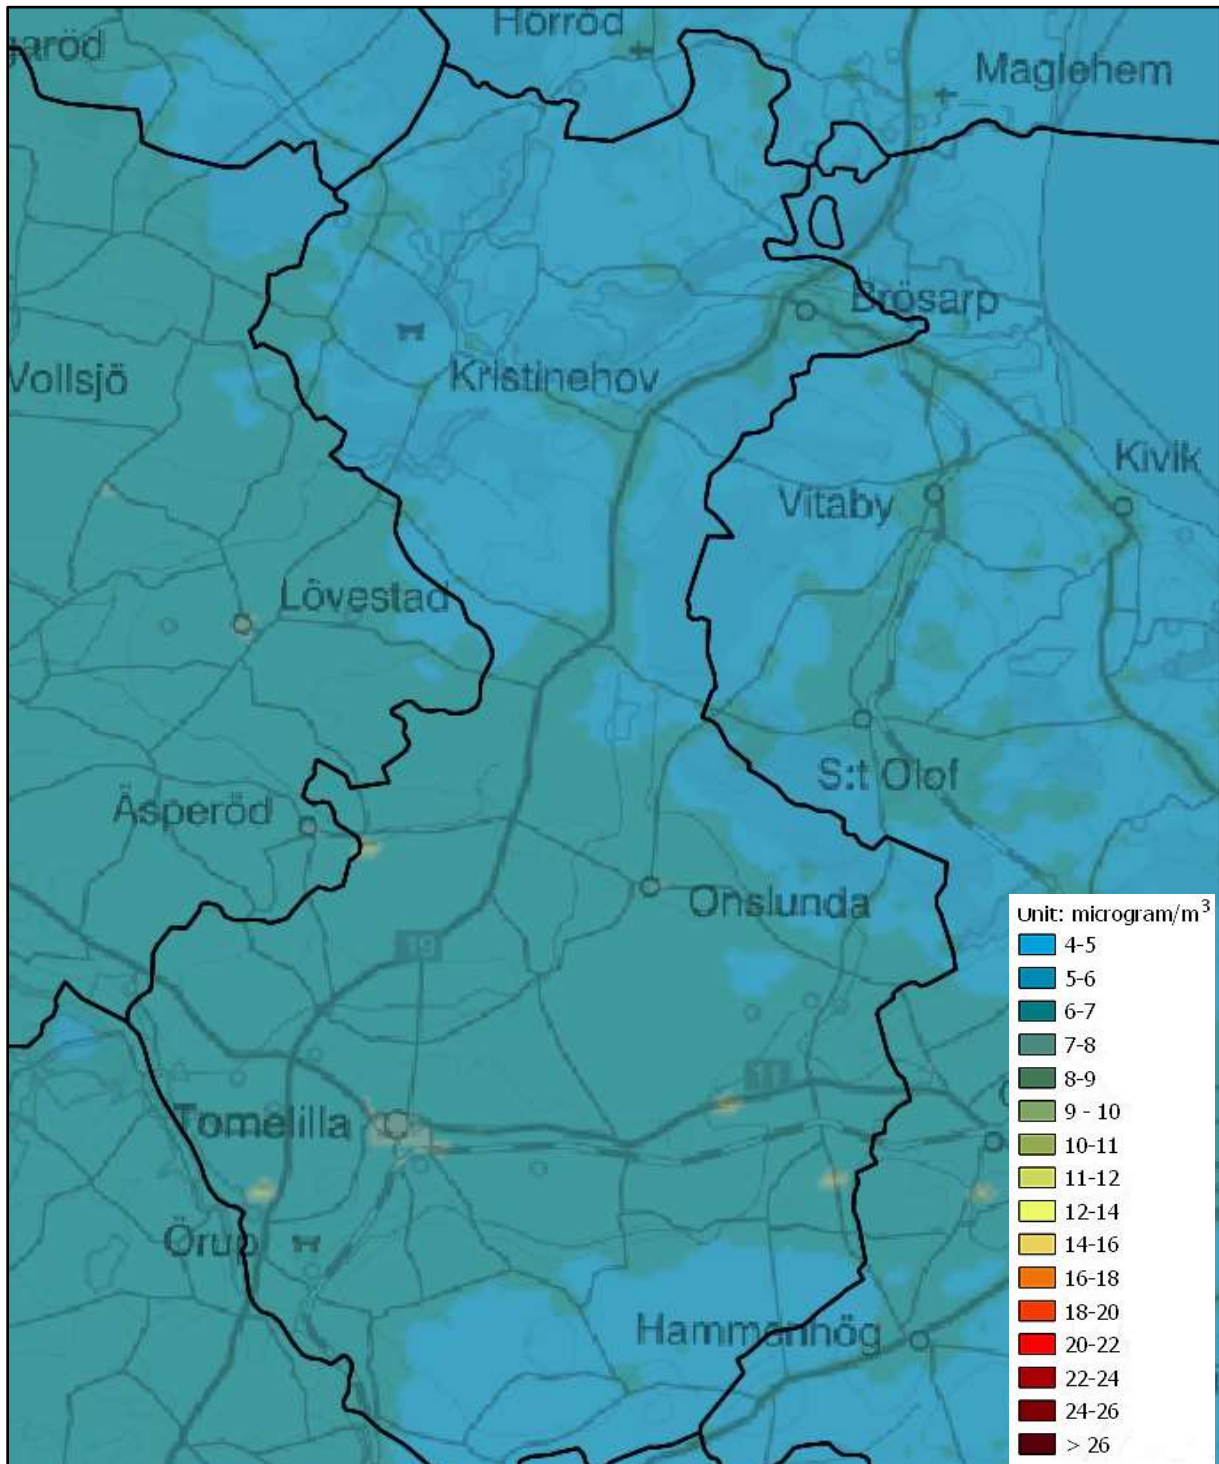 Horröd
Maglehem
Brösarp
Kristinehov
Vollsjö
Kivik
Vitaby
Lövestad
S:t Olof
Äsperöd
Onslunda
19
11
Tomelilla
Örup
Hammenhög
Unit: microgram/m³
4-5
5-6
6-7
7-8
8-9
9 - 10
10-11
11-12
12-14
14-16
16-18
18-20
20-22
22-24
24-26
> 26